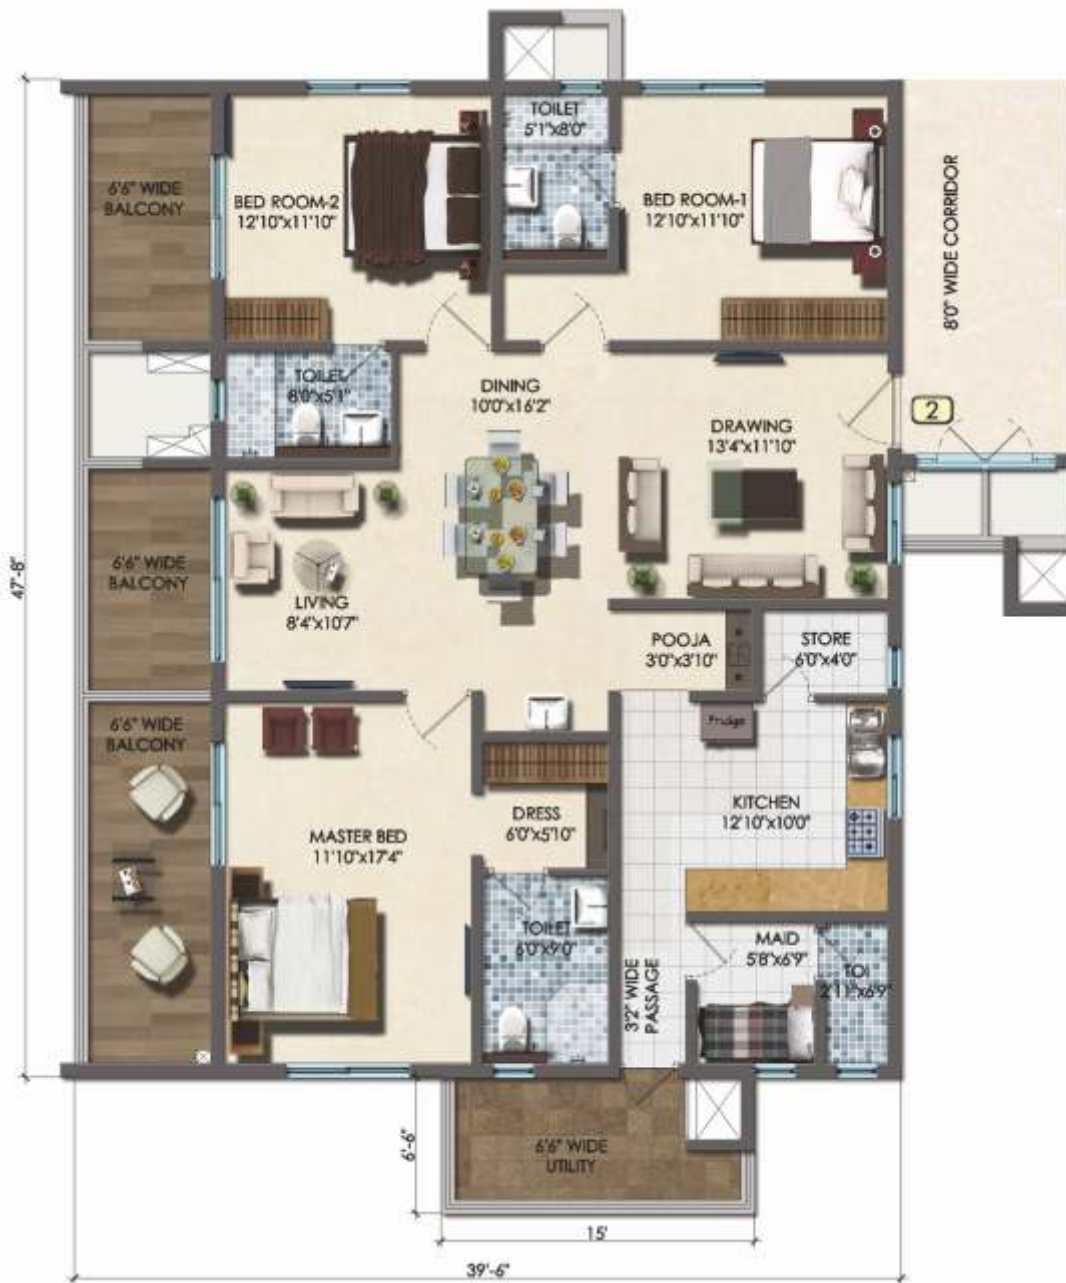 TOILET
5'1"x8'0"
6'6" WIDE
BALCONY
BED ROOM-2
12'10"x11'10"
BED ROOM-1
12'10"x11'10"
8'0" WIDE CORRIDOR
TOILET
8'0"x5'1"
DINING
10'0"x16'2"
DRAWING
13'4"x11'10"
2
6'6" WIDE
BALCONY
LIVING
8'4"x10'7"
47'-8"
POOJA
3'0"x3'10"
STORE
6'0"x4'0"
6'6" WIDE
BALCONY
Fridge
MASTER BED
11'10"x17'4"
DRESS
6'0"x5'10"
KITCHEN
12'10"x10'0"
TOILET
6'0"x9'0"
3'2" WIDE
PASSAGE
MAID
5'8"x6'9"
TOI
2'11"x6'9"
6'-6"
6'6" WIDE
UTILITY
15'
39'-6"